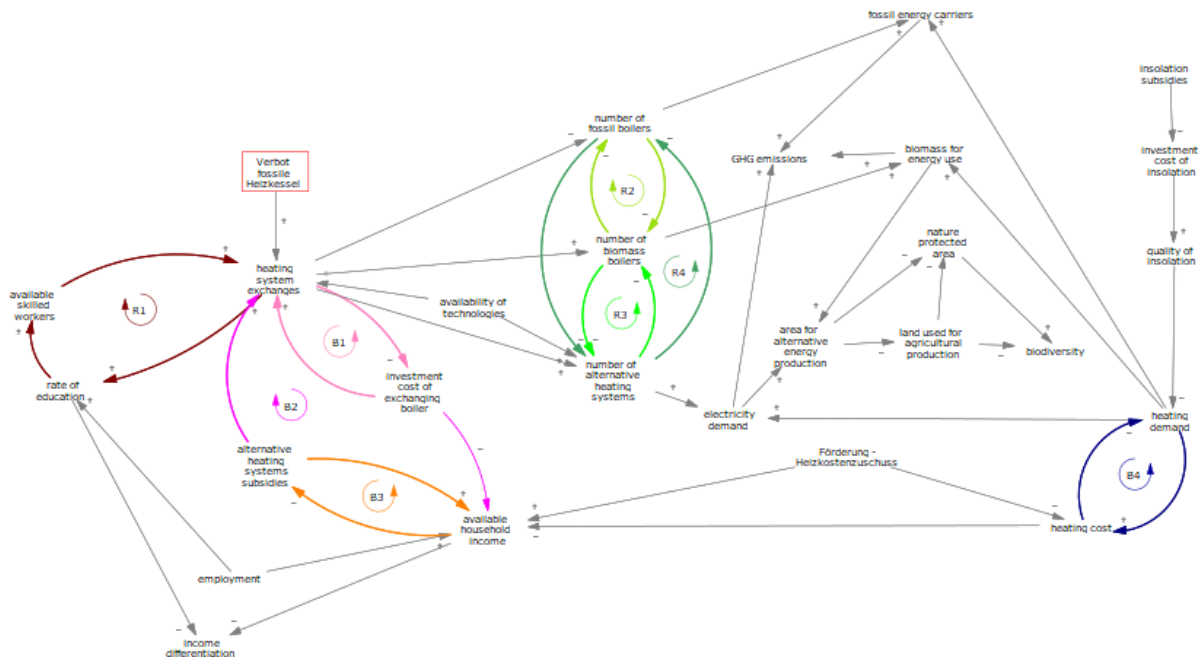 fossil energy carriers
insolation
subsidies
number of
fossil boilers
GHG emissions
biomass for
energy use
investment
cost of
insolation
Verbot
fossile
Heizkessel
R2
nature
protected
area
number of
biomass
boilers
quality of
insolation
heating
system
exchanges
R4
available
skilled
workers
R1
availability of
technologies
R3
B1
area for
alternative
energy
production
land used for
agricultural
production
biodiversity
number of
alternative
heating
systems
investment
cost of
exchanging
boiler
rate of
education
B2
electricity
demand
heating
demand
alternative
heating
systems
subsidies
Förderung -
Heizkostenzuschuss
B4
B3
available
household
income
heating cost
employment
income
differentiation